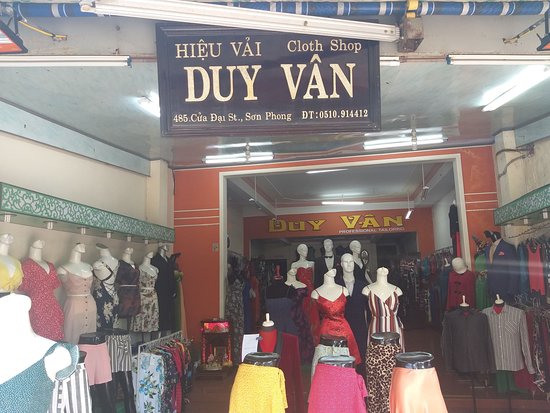 HIỆU VẢI Cloth Shop
DUY VÂN
485.Cửa Đại St., Sơn Phong ĐT:0510.914412
DUY VÂN
PROFESSIONAL TAILORING